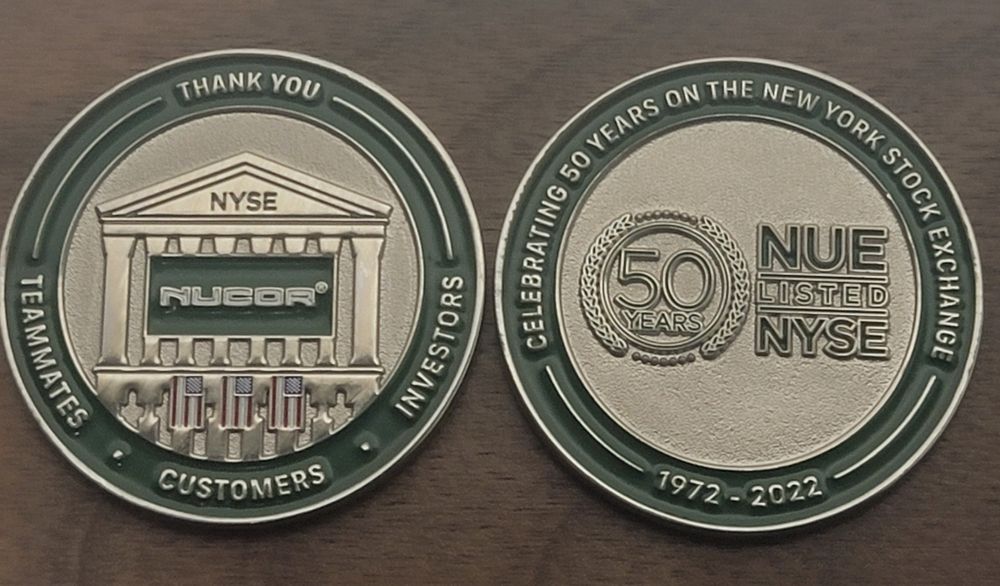 THANK YOU
NYSE
NUCOR®
TEAMMATES,
CUSTOMERS
INVESTORS
CELEBRATING 50 YEARS ON THE NEW YORK STOCK EXCHANGE
50
YEARS
NUE
LISTED
NYSE
1972 - 2022